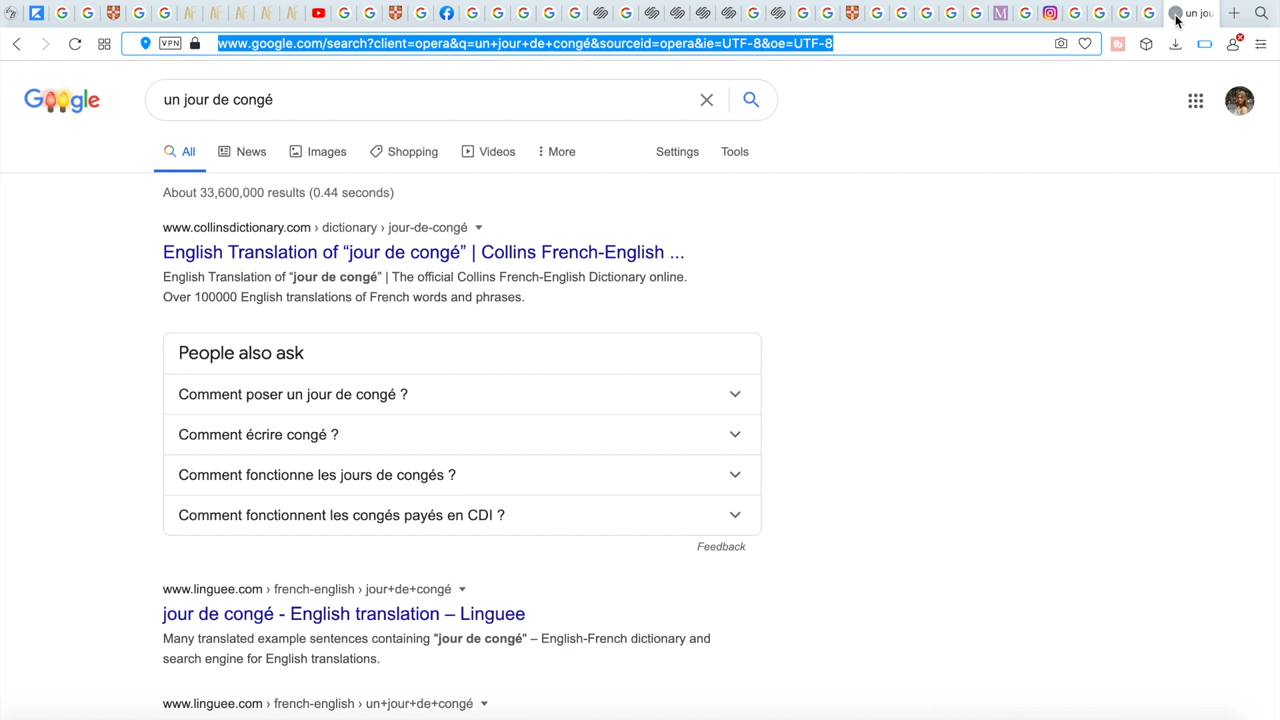 un jou
VPN
www.google.com/search?client=opera&q=un+jour+de+congé&sourceid=opera&ie=UTF-8&oe=UTF-8
Google
un jour de congé
All News Images Shopping Videos More Settings Tools
About 33,600,000 results (0.44 seconds)
www.collinsdictionary.com › dictionary › jour-de-congé
English Translation of “jour de congé” | Collins French-English ...
English Translation of “jour de congé” | The official Collins French-English Dictionary online.
Over 100000 English translations of French words and phrases.
People also ask
Comment poser un jour de congé ?
Comment écrire congé ?
Comment fonctionne les jours de congés ?
Comment fonctionnent les congés payés en CDI ?
Feedback
www.linguee.com › french-english › jour+de+congé
jour de congé - English translation – Linguee
Many translated example sentences containing "jour de congé" – English-French dictionary and
search engine for English translations.
www.linguee.com › french-english › un+jour+de+congé